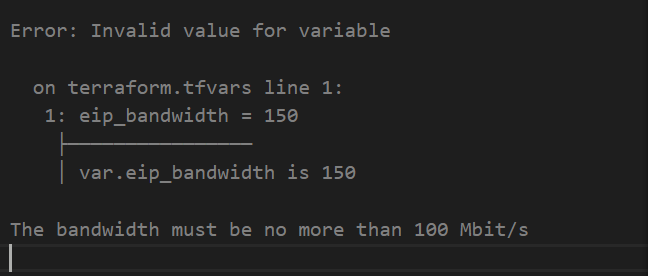 Error: Invalid value for variable
on terraform.tfvars line 1:
1: eip_bandwidth = 150
├────────────────
│ var.eip_bandwidth is 150
The bandwidth must be no more than 100 Mbit/s